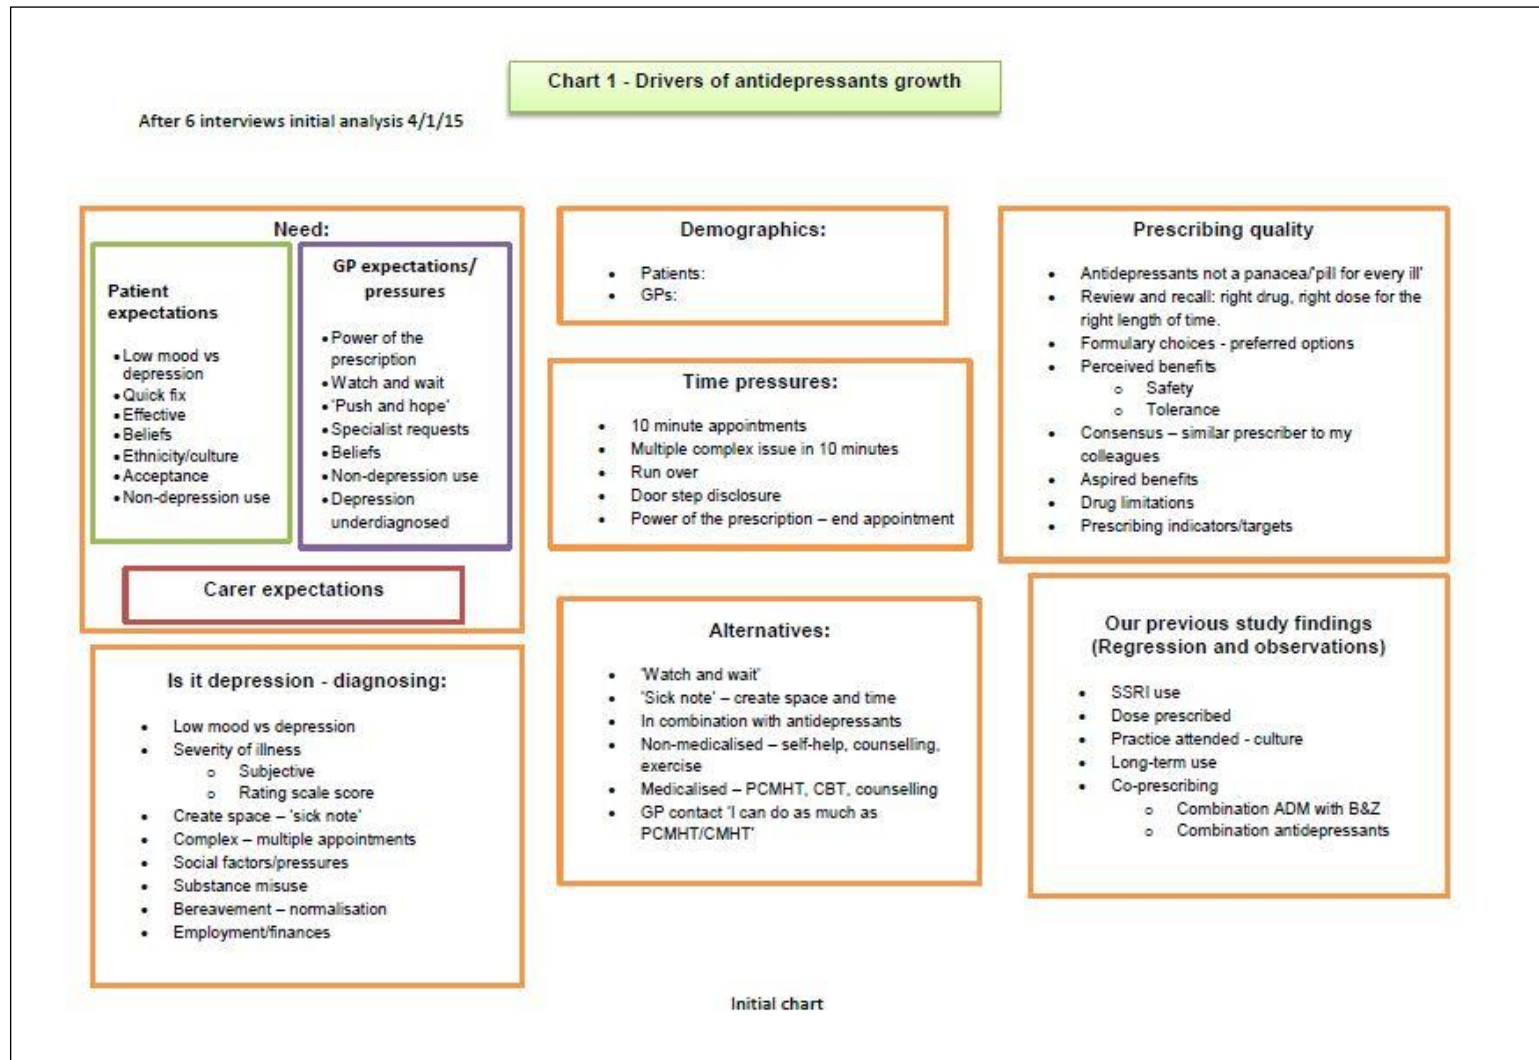 Chart 1 - Drivers of antidepressants growth
After 6 interviews initial analysis 4/1/15
Need:
Patient
expectations
• Low mood vs
depression
• Quick fix
• Effective
• Beliefs
• Ethnicity/culture
• Acceptance
• Non-depression use
GP expectations/
pressures
• Power of the
prescription
• Watch and wait
• 'Push and hope'
• Specialist requests
• Beliefs
• Non-depression use
• Depression
underdiagnosed
Carer expectations
Is it depression - diagnosing:
• Low mood vs depression
• Severity of illness
o Subjective
o Rating scale score
• Create space – 'sick note'
• Complex – multiple appointments
• Social factors/pressures
• Substance misuse
• Bereavement – normalisation
• Employment/finances
Demographics:
• Patients:
• GPs:
Time pressures:
• 10 minute appointments
• Multiple complex issue in 10 minutes
• Run over
• Door step disclosure
• Power of the prescription – end appointment
Alternatives:
• 'Watch and wait'
• 'Sick note' – create space and time
• In combination with antidepressants
• Non-medicalised – self-help, counselling,
exercise
• Medicalised – PCMHT, CBT, counselling
• GP contact 'I can do as much as
PCMHT/CMHT'
Prescribing quality
• Antidepressants not a panacea/'pill for every ill'
• Review and recall: right drug, right dose for the
right length of time.
• Formulary choices - preferred options
• Perceived benefits
o Safety
o Tolerance
• Consensus – similar prescriber to my
colleagues
• Aspired benefits
• Drug limitations
• Prescribing indicators/targets
Our previous study findings
(Regression and observations)
• SSRI use
• Dose prescribed
• Practice attended - culture
• Long-term use
• Co-prescribing
o Combination ADM with B&Z
o Combination antidepressants
Initial chart